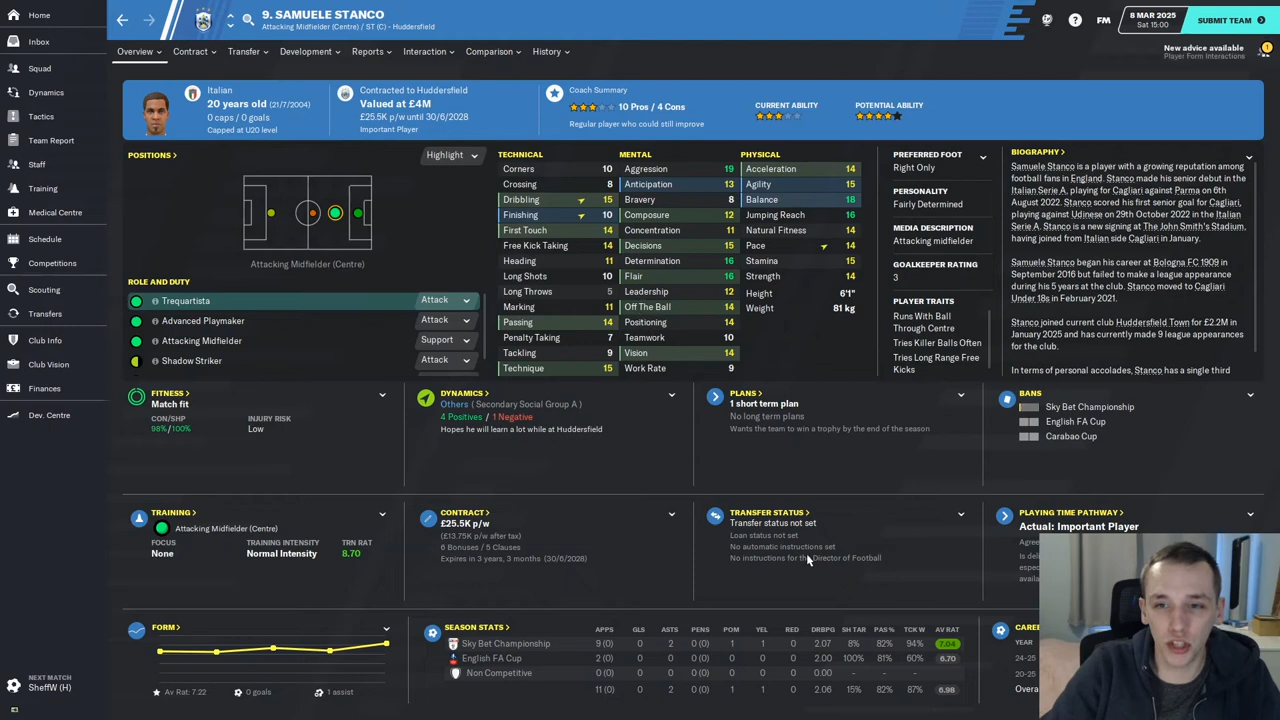 Home
Inbox
Squad
Dynamics
Tactics
Team Report
Staff
Training
Medical Centre
Schedule
Competitions
Scouting
Transfers
Club Info
Club Vision
Finances
Dev. Centre
NEXT MATCH
SheffW (H)
9. SAMUELE STANCO
Attacking Midfielder (Centre) / ST (C) - Huddersfield
FM
8 MAR 2025
Sat 15:00
SUBMIT TEAM
Overview
Contract
Transfer
Development
Reports
Interaction
Comparison
History
New advice available
Player Form Interactions
Italian
20 years old (21/7/2004)
0 caps / 0 goals
Capped at U20 level
Contracted to Huddersfield
Valued at £4M
£25.5K p/w until 30/6/2028
Important Player
Coach Summary
10 Pros / 4 Cons
Regular player who could still improve
CURRENT ABILITY
POTENTIAL ABILITY
POSITIONS
Highlight
Attacking Midfielder (Centre)
ROLE AND DUTY
Trequartista Attack
Advanced Playmaker Attack
Attacking Midfielder Support
Shadow Striker Attack
TECHNICAL
Corners 10
Crossing 8
Dribbling 15
Finishing 10
First Touch 14
Free Kick Taking 14
Heading 11
Long Shots 10
Long Throws 5
Marking 11
Passing 14
Penalty Taking 7
Tackling 9
Technique 15
MENTAL
Aggression 19
Anticipation 13
Bravery 8
Composure 12
Concentration 11
Decisions 15
Determination 16
Flair 16
Leadership 12
Off The Ball 14
Positioning 14
Teamwork 10
Vision 14
Work Rate 9
PHYSICAL
Acceleration 14
Agility 15
Balance 18
Jumping Reach 16
Natural Fitness 14
Pace 14
Stamina 15
Strength 14
Height 6'1"
Weight 81 kg
PREFERRED FOOT
Right Only
PERSONALITY
Fairly Determined
MEDIA DESCRIPTION
Attacking midfielder
GOALKEEPER RATING
3
PLAYER TRAITS
Runs With Ball
Through Centre
Tries Killer Balls Often
Tries Long Range Free
Kicks
BIOGRAPHY
Samuele Stanco is a player with a growing reputation among
football fans in England. Stanco made his senior debut in the
Italian Serie A, playing for Cagliari against Parma on 6th
August 2022. Stanco scored his first senior goal for Cagliari,
playing against Udinese on 29th October 2022 in the Italian
Serie A. Stanco is a new signing at The John Smith's Stadium,
having joined from Italian side Cagliari in January.
Samuele Stanco began his career at Bologna FC 1909 in
September 2016 but failed to make a league appearance
during his 5 years at the club. Stanco moved to Cagliari
Under 18s in February 2021.
Stanco joined current club Huddersfield Town for £2.2M in
January 2025 and has currently made 9 league appearances
for the club.
In terms of personal accolades, Stanco has a single third
FITNESS
Match fit
CON/SHP
98%/100%
INJURY RISK
Low
DYNAMICS
Others ( Secondary Social Group A )
4 Positives / 1 Negative
Hopes he will learn a lot while at Huddersfield
PLANS
1 short term plan
No long term plans
Wants the team to win a trophy by the end of the season
BANS
Sky Bet Championship
English FA Cup
Carabao Cup
TRAINING
Attacking Midfielder (Centre)
FOCUS
None
TRAINING INTENSITY
Normal Intensity
TRN RAT
8.70
CONTRACT
£25.5K p/w
(£13.75K p/w after tax)
6 Bonuses / 5 Clauses
Expires in 3 years, 3 months (30/6/2028)
TRANSFER STATUS
Transfer status not set
Loan status not set
No automatic instructions set
No instructions for the Director of Football
PLAYING TIME PATHWAY
Actual: Important Player
FORM
Av Rat: 7.22
0 goals
1 assist
SEASON STATS APPS GLS ASTS PENS POM YEL RED DRBPG SH TAR PAS % TCK W AV RAT
Sky Bet Championship 9 (0) 0 2 0 (0) 1 1 0 2.07 8% 82% 94% 7.04
English FA Cup 2 (0) 0 0 0 (0) 0 0 0 2.00 100% 81% 60% 6.70
Non Competitive 0 (0) 0 0 0 (0) 0 0 0 0.00 - - - -
11 (0) 0 2 0 (0) 1 1 0 2.06 15% 82% 87% 6.98
YEAR
24-25
20-25